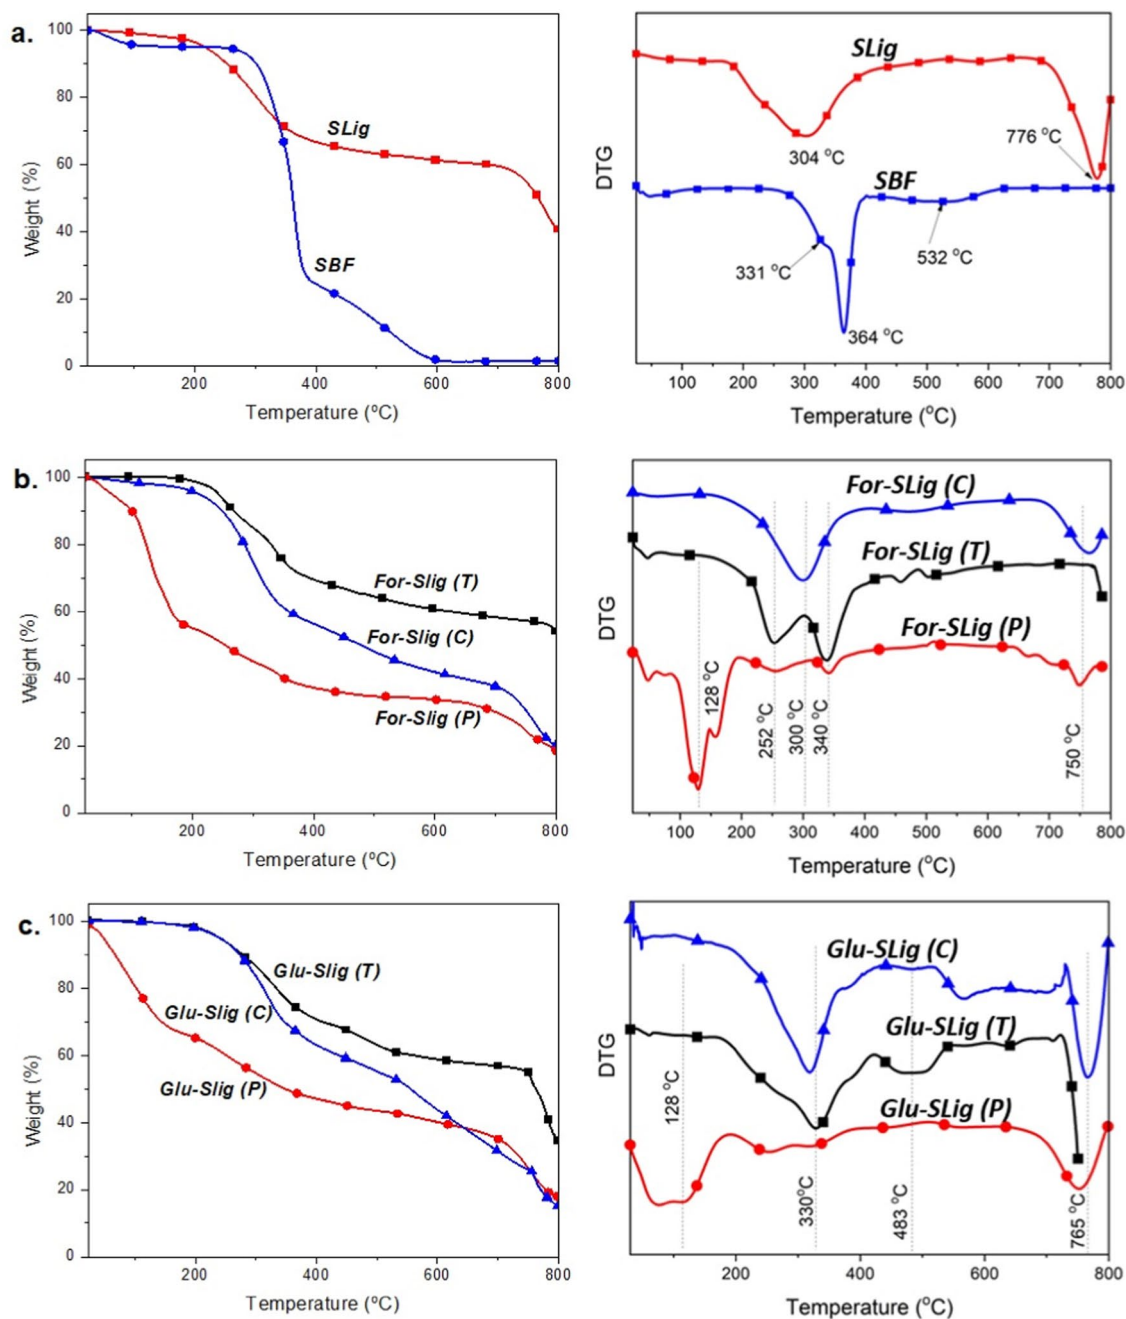 a.
100
80
60
40
20
0
Weight (%)
SLig
SBF
200
400
600
800
Temperature (ºC)
DTG
SLig
304 °C
776 °C
SBF
331 °C
532 °C
364 °C
100
200
300
400
500
600
700
800
Temperature (°C)
b.
100
80
60
40
20
0
Weight (%)
For-Slig (T)
For-Slig (C)
For-Slig (P)
200
400
600
800
Temperature (ºC)
DTG
For-SLig (C)
For-SLig (T)
For-SLig (P)
128 °C
252 °C
300 °C
340 °C
750 °C
100
200
300
400
500
600
700
800
Temperature (°C)
c.
100
80
60
40
20
0
Weight (%)
Glu-Slig (T)
Glu-Slig (C)
Glu-Slig (P)
200
400
600
800
Temperature (ºC)
DTG
Glu-SLig (C)
Glu-SLig (T)
Glu-SLig (P)
128 °C
330°C
483 °C
765 °C
200
400
600
800
Temperature (°C)